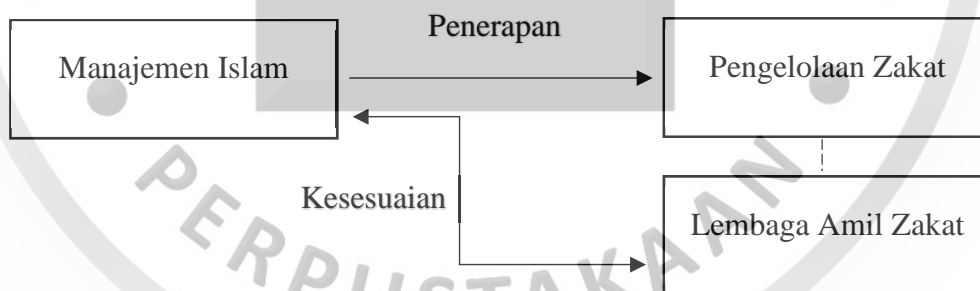 Penerapan
Manajemen Islam
Pengelolaan Zakat
Kesesuaian
Lembaga Amil Zakat
PERPUSTAKAAN